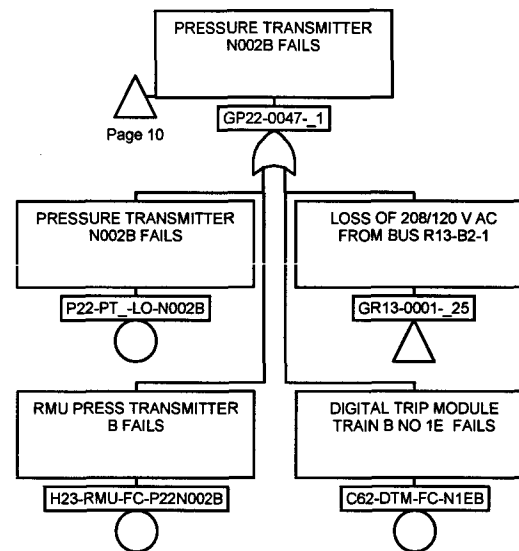 PRESSURE TRANSMITTER
N002B FAILS
Page 10
GP22-0047-_1
PRESSURE TRANSMITTER
N002B FAILS
P22-PT_-LO-N002B
LOSS OF 208/120 V AC
FROM BUS R13-B2-1
GR13-0001-_25
RMU PRESS TRANSMITTER
B FAILS
H23-RMU-FC-P22N002B
DIGITAL TRIP MODULE
TRAIN B NO 1E FAILS
C62-DTM-FC-N1EB